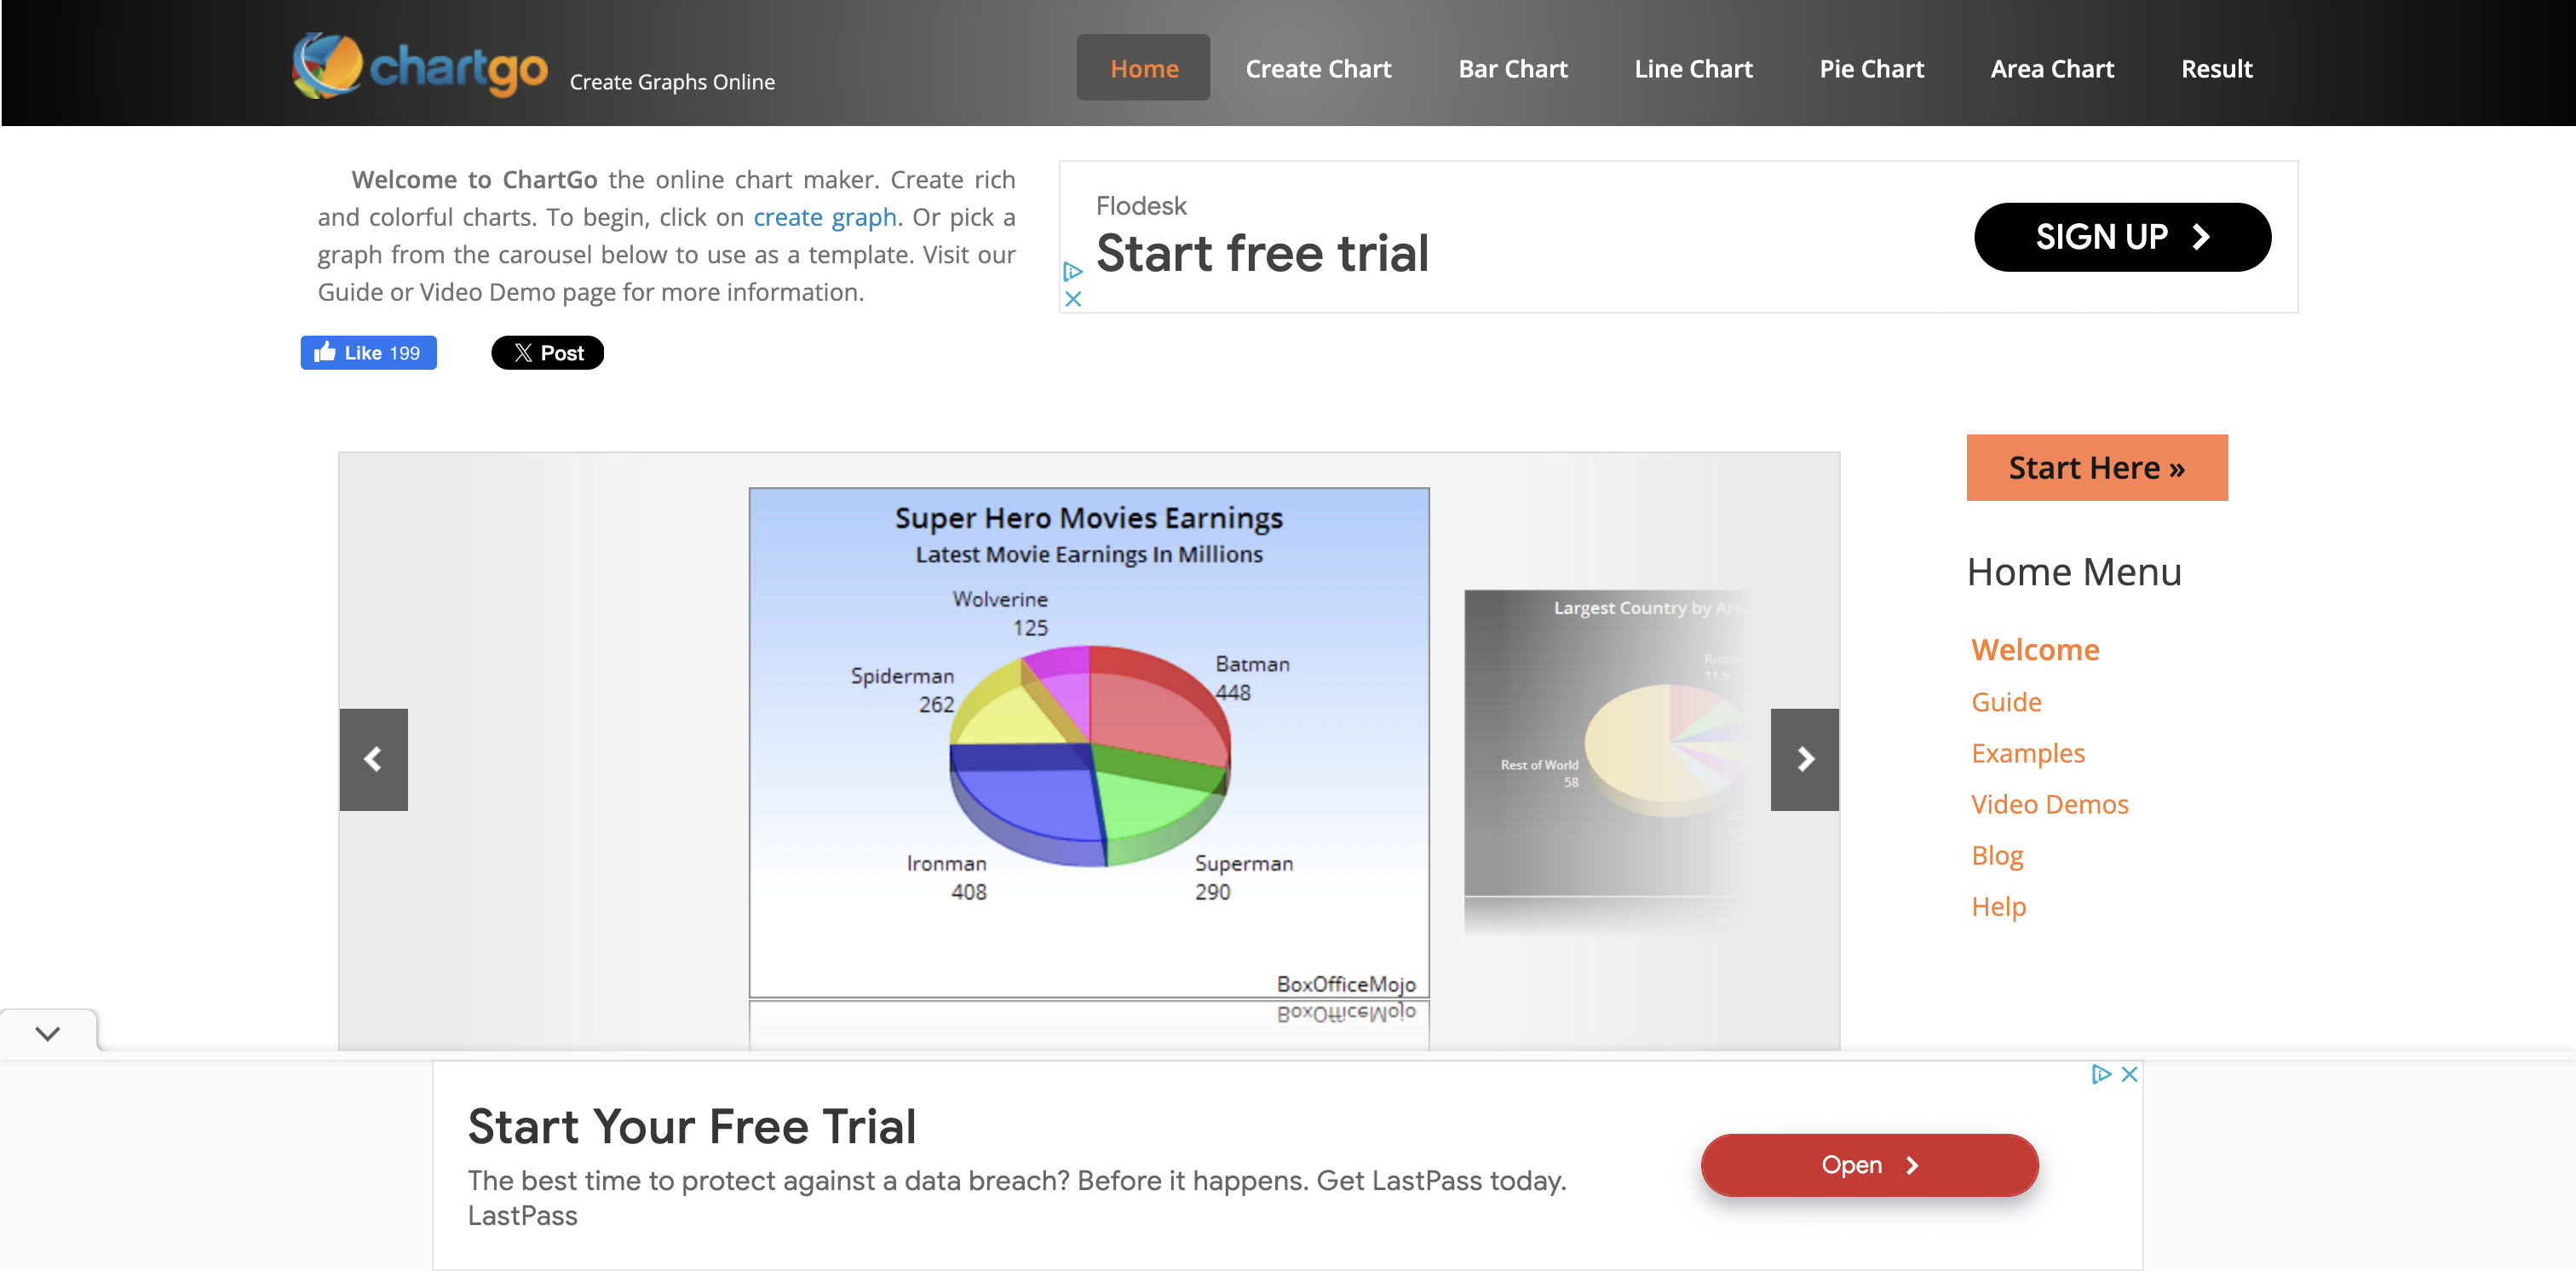 chartgo
Create Graphs Online
Home
Create Chart
Bar Chart
Line Chart
Pie Chart
Area Chart
Result
Welcome to ChartGo the online chart maker. Create rich
and colorful charts. To begin, click on create graph. Or pick a
graph from the carousel below to use as a template. Visit our
Guide or Video Demo page for more information.
Like 199
Post
Flodesk
Start free trial
SIGN UP
Super Hero Movies Earnings
Latest Movie Earnings In Millions
Wolverine
125
Batman
448
Spiderman
262
Ironman
408
Superman
290
BoxOfficeMojo
BoxOfficeMojo
Largest Country by Area
Russia
11.5
Rest of World
58
Start Here »
Home Menu
Welcome
Guide
Examples
Video Demos
Blog
Help
Start Your Free Trial
The best time to protect against a data breach? Before it happens. Get LastPass today.
LastPass
Open